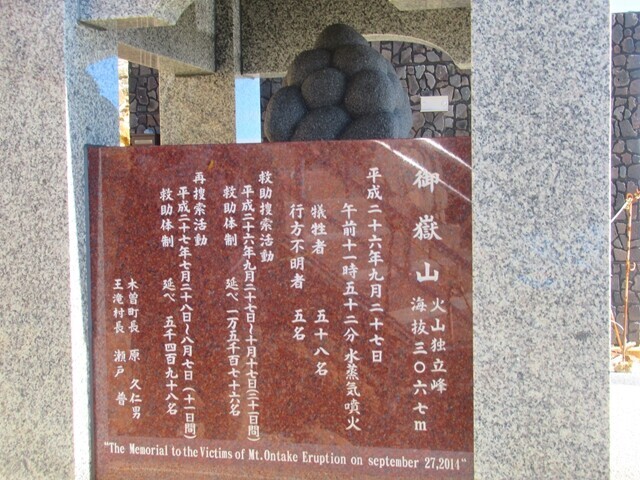 御嶽山
火山独立峰
海抜三〇六七m
平成二十六年九月二十七日
午前十一時五十二分 水蒸気噴火
犠牲者 五十八名
行方不明者 五名
救助捜索活動
平成二十六年九月二十七日~十月十七日(二十日間)
救助体制 延べ 一万五千百七十六名
再捜索活動
平成二十七年七月二十八日~八月七日(十一日間)
救助体制 延べ 五千四百九十八名
木曽町長 原 久仁男
王滝村長 瀬戸 普
"The Memorial to the Victims of Mt.Ontake Eruption on september 27,2014"